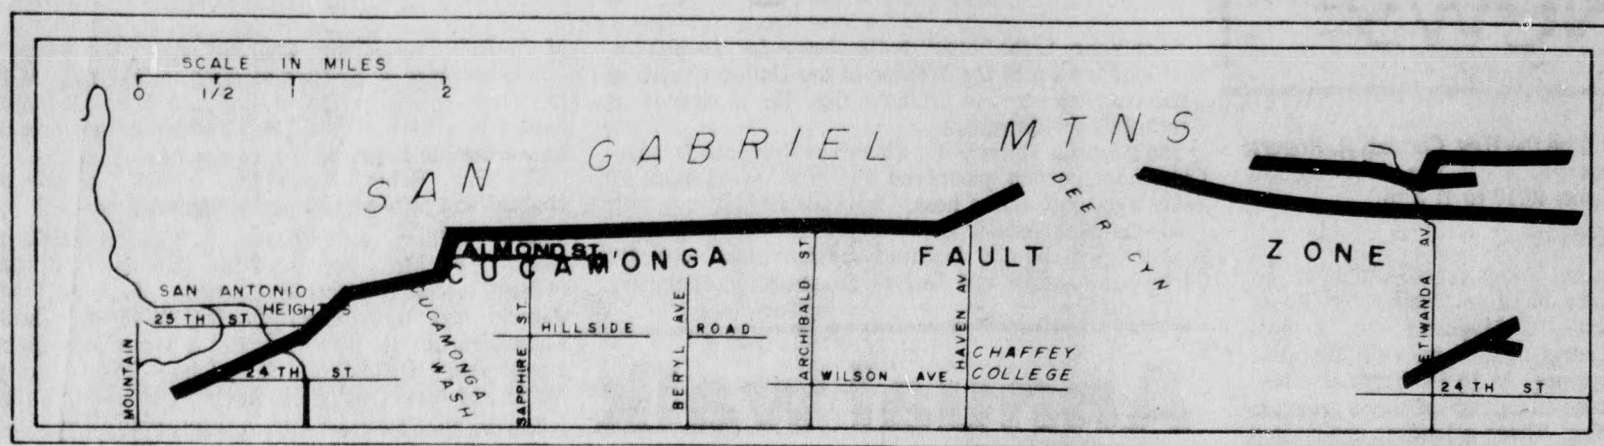 SCALE IN MILES
0 1/2 1 2
SAN GABRIEL MTNS
DEER CYN
ALMOND ST.
CUCAMONGA FAULT ZONE
SAN ANTONIO
HEIGHTS
25 TH ST
24 TH ST
MOUNTAIN
CUCAMONGA
WASH
SAPPHIRE ST
HILLSIDE ROAD
BERYL AVE
ARCHIBALD ST
WILSON AVE
HAVEN AV
CHAFFEY
COLLEGE
ETIWANDA AV
24 TH ST